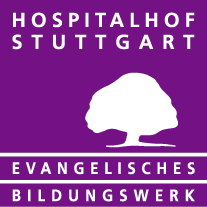 HOSPITALHOF
STUTTGART
EVANGELISCHES
BILDUNGSWERK